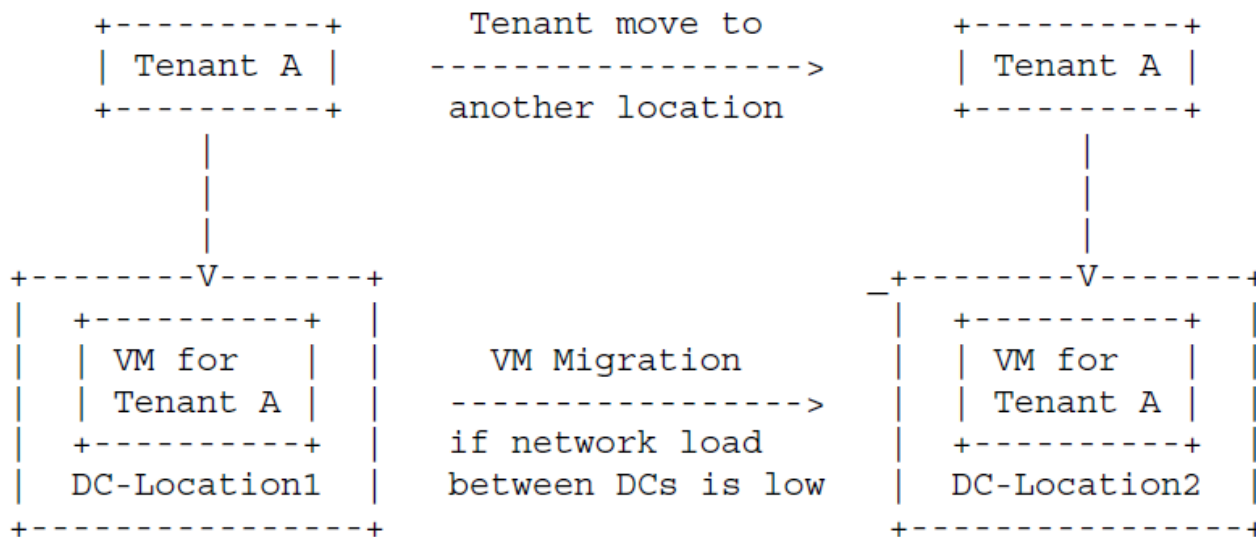 Tenant move to
Tenant A
Tenant A
another location
VM for
Tenant A
DC-Location1
VM Migration
if network load
between DCs is low
VM for
Tenant A
DC-Location2